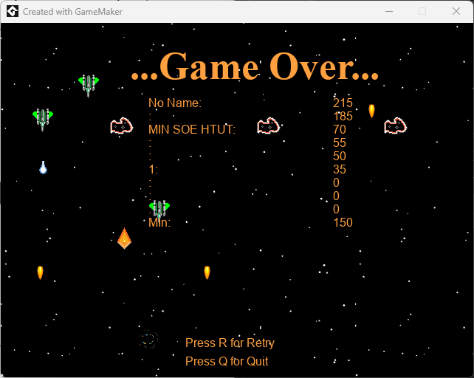 Created with GameMaker
...Game Over...
No Name: 215
: 185
MIN SOE HTUT: 70
: 55
: 50
1: 35
: 0
: 0
: 0
Min: 150
Press R for Retry
Press Q for Quit